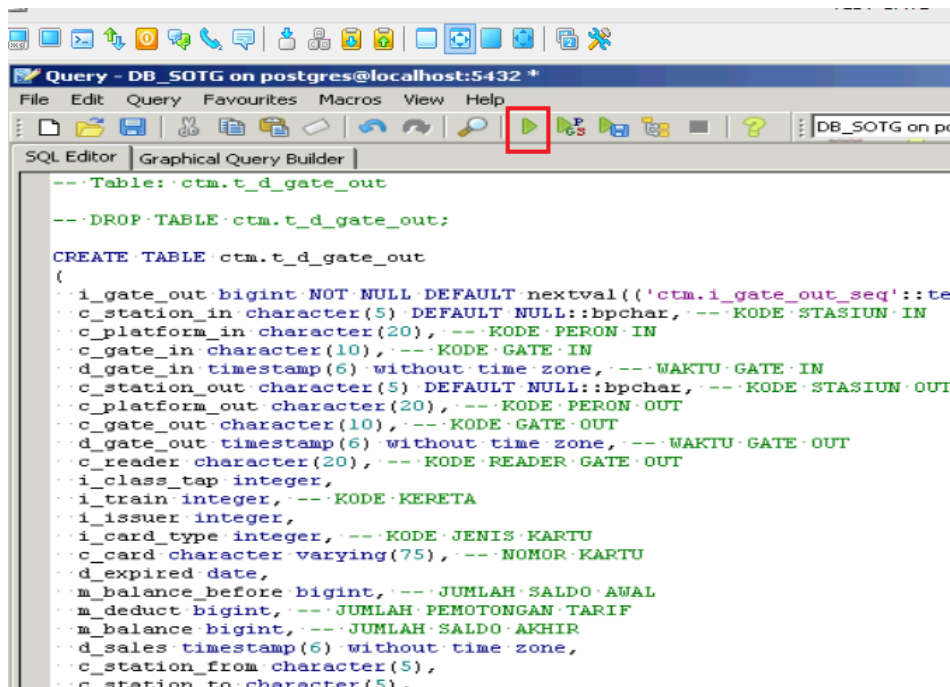 Query - DB_SOTG on postgres@localhost:5432 *
File Edit Query Favourites Macros View Help
DB_SOTG on po
SQL Editor Graphical Query Builder
-- Table: ctm.t_d_gate_out
-- DROP TABLE ctm.t_d_gate_out;
CREATE TABLE ctm.t_d_gate_out
(
i_gate_out bigint NOT NULL DEFAULT nextval(('ctm.i_gate_out_seq'::te
c_station_in character(5) DEFAULT NULL::bpchar, -- KODE STASIUN IN
c_platform_in character(20), -- KODE PERON IN
c_gate_in character(10), -- KODE GATE IN
d_gate_in timestamp(6) without time zone, -- WAKTU GATE IN
c_station_out character(5) DEFAULT NULL::bpchar, -- KODE STASIUN OUT
c_platform_out character(20), -- KODE PERON OUT
c_gate_out character(10), -- KODE GATE OUT
d_gate_out timestamp(6) without time zone, -- WAKTU GATE OUT
c_reader character(20), -- KODE READER GATE OUT
i_class_tap integer,
i_train integer, -- KODE KERETA
i_issuer integer,
i_card_type integer, -- KODE JENIS KARTU
c_card character varying(75), -- NOMOR KARTU
d_expired date,
m_balance_before bigint, -- JUMLAH SALDO AWAL
m_deduct bigint, -- JUMLAH PEMOTONGAN TARIF
m_balance bigint, -- JUMLAH SALDO AKHIR
d_sales timestamp(6) without time zone,
c_station_from character(5),
c_station_to character(5),